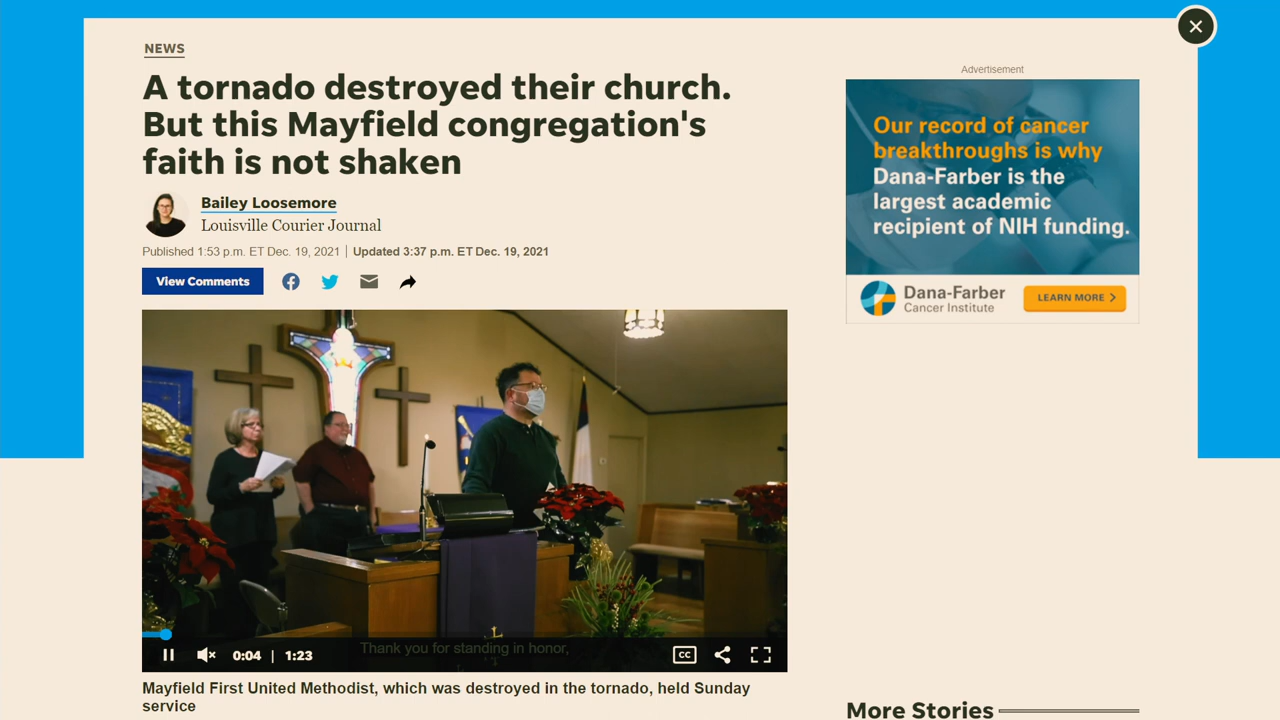 NEWS
A tornado destroyed their church.
But this Mayfield congregation's
faith is not shaken
Bailey Loosemore
Louisville Courier Journal
Published 1:53 p.m. ET Dec. 19, 2021 | Updated 3:37 p.m. ET Dec. 19, 2021
View Comments
Thank you for standing in honor,
0:04 | 1:23
CC
Mayfield First United Methodist, which was destroyed in the tornado, held Sunday
service
Advertisement
Our record of cancer
breakthroughs is why
Dana-Farber is the
largest academic
recipient of NIH funding.
Dana-Farber
Cancer Institute
LEARN MORE >
More Stories